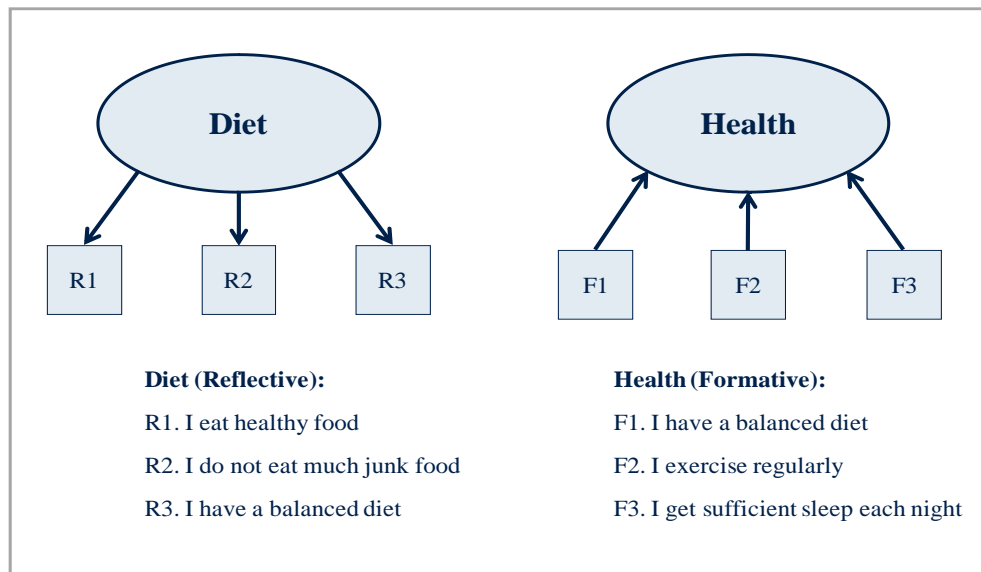 Diet
Health
R1
R2
R3
F1
F2
F3
Diet (Reflective):
R1. I eat healthy food
R2. I do not eat much junk food
R3. I have a balanced diet
Health (Formative):
F1. I have a balanced diet
F2. I exercise regularly
F3. I get sufficient sleep each night